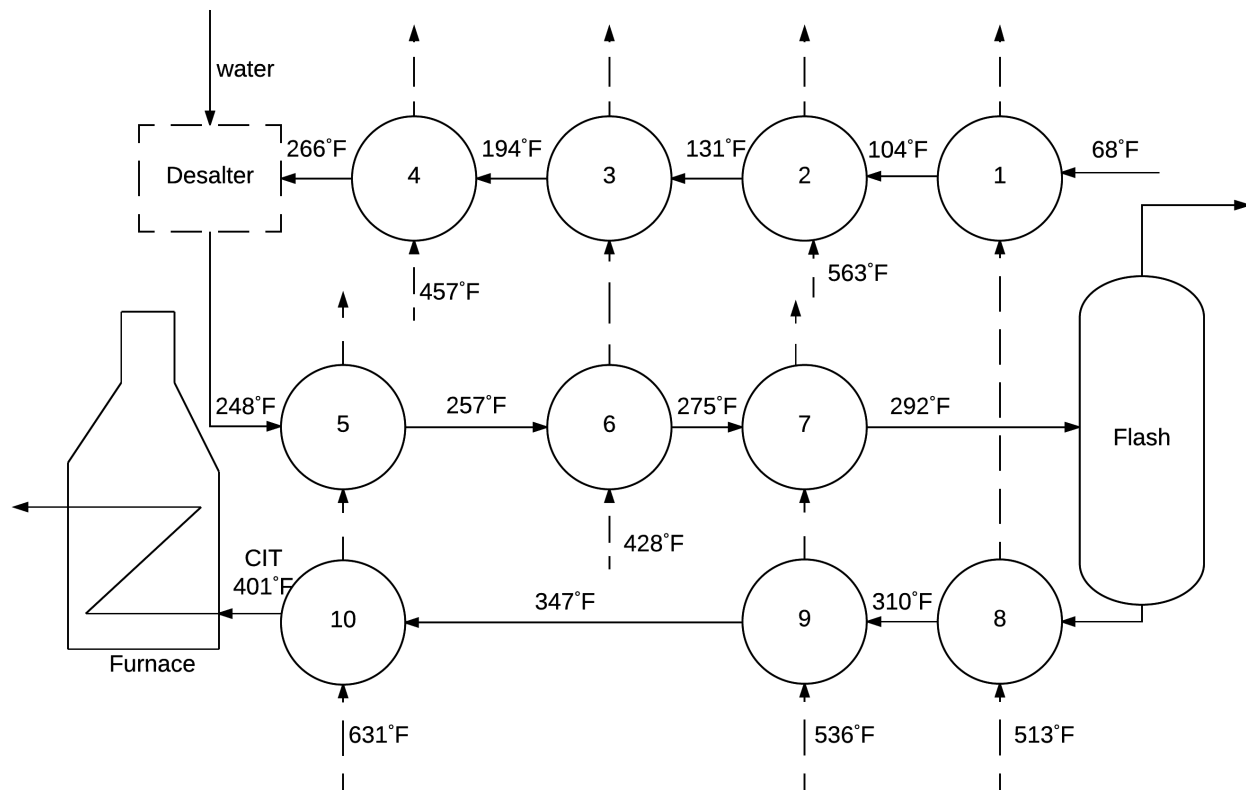 water
266˚F
194˚F
131˚F
104˚F
68˚F
Desalter
4
3
2
1
457˚F
563˚F
248˚F
257˚F
275˚F
292˚F
5
6
7
Flash
428˚F
CIT
401˚F
347˚F
310˚F
10
9
8
Furnace
631˚F
536˚F
513˚F